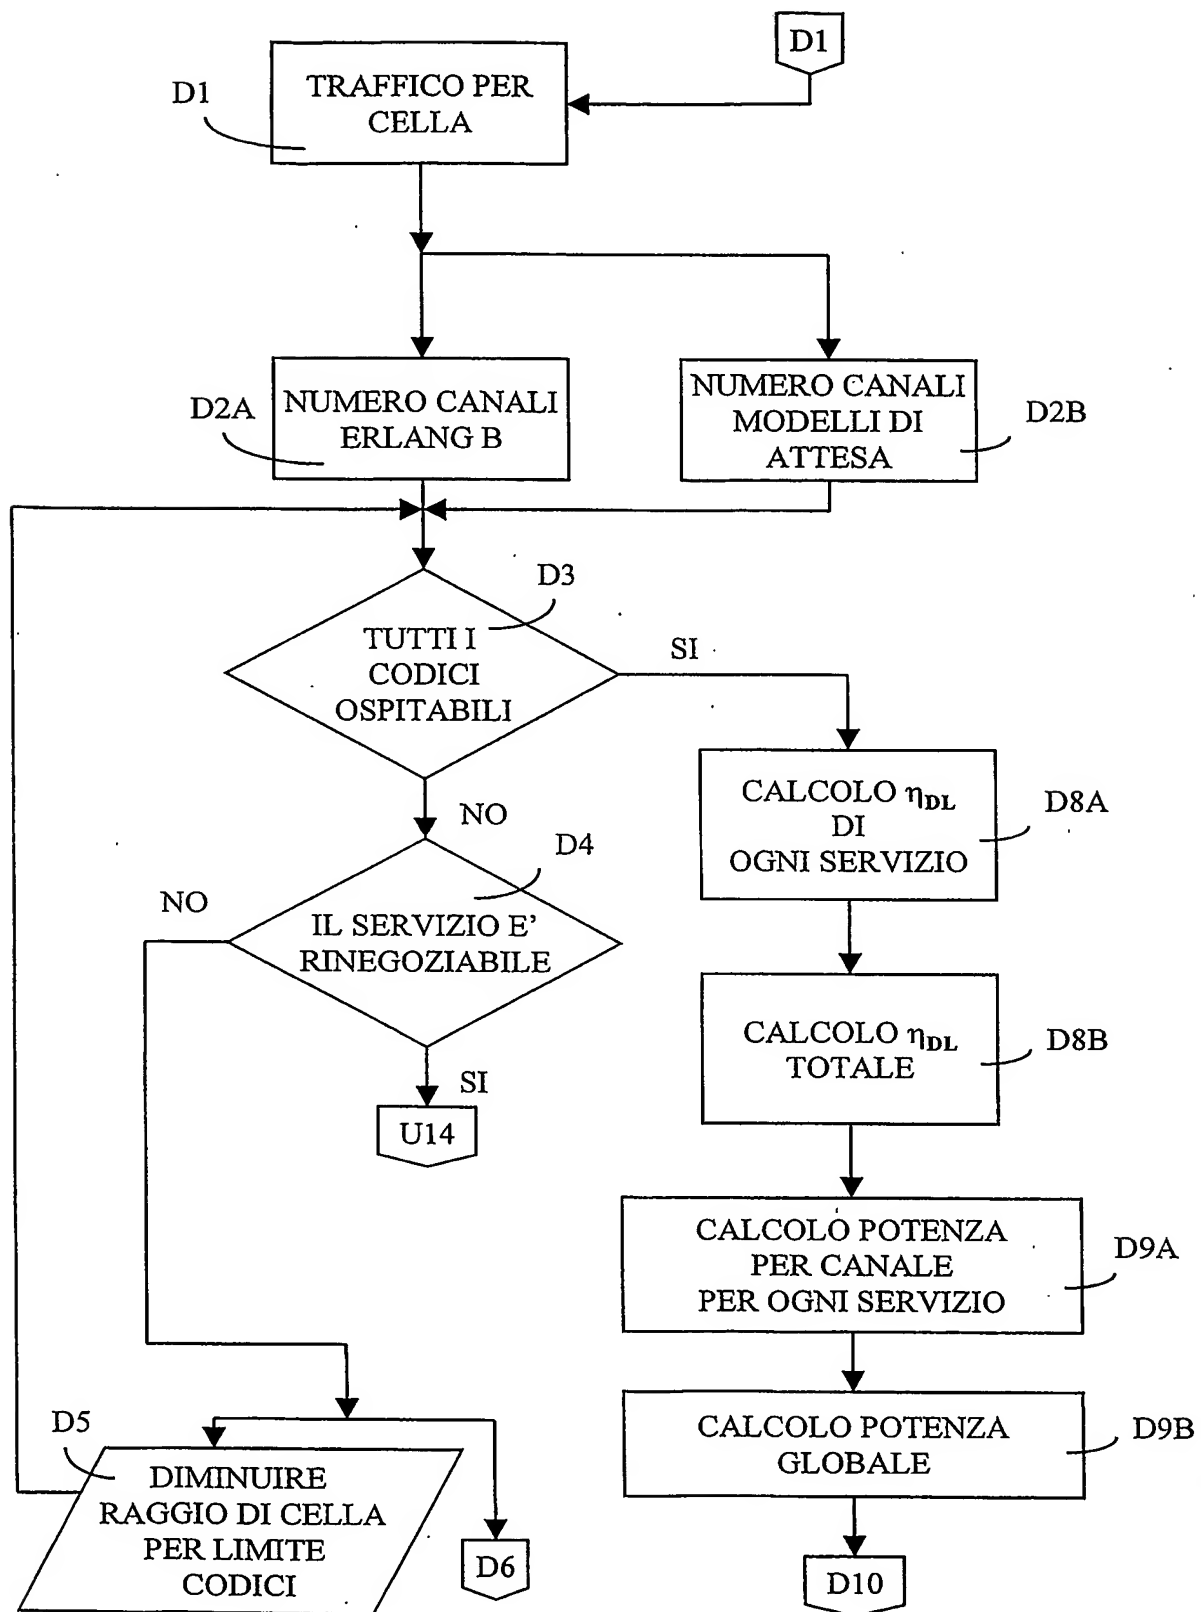 D1
D1
TRAFFICO PER
CELLA
D2A
NUMERO CANALI
ERLANG B
NUMERO CANALI
MODELLI DI
ATTESA
D2B
D3
TUTTI I
CODICI
OSPITABILI
SI
NO
CALCOLO ηDL
DI
OGNI SERVIZIO
D8A
D4
NO
IL SERVIZIO E'
RINEGOZIABILE
SI
U14
CALCOLO ηDL
TOTALE
D8B
CALCOLO POTENZA
PER CANALE
PER OGNI SERVIZIO
D9A
CALCOLO POTENZA
GLOBALE
D9B
D5
DIMINUIRE
RAGGIO DI CELLA
PER LIMITE
CODICI
D6
D10